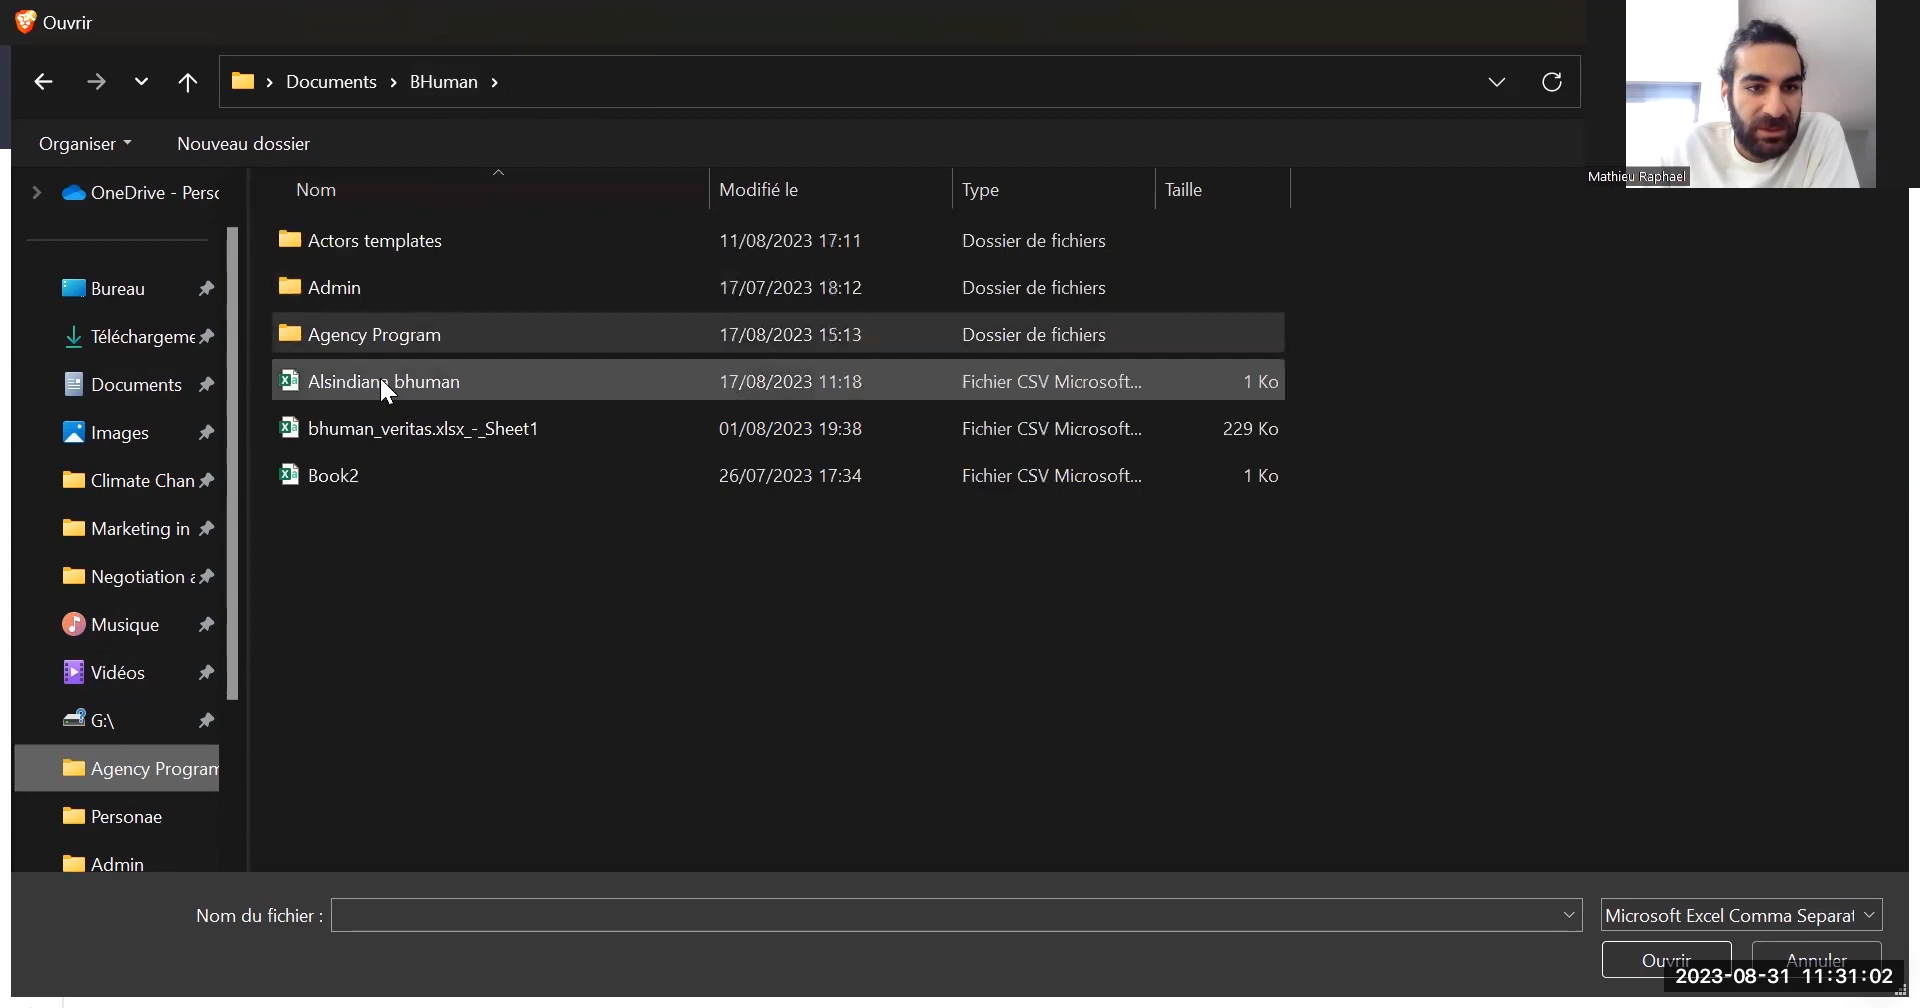 Ouvrir
Documents
BHuman
Organiser
Nouveau dossier
Mathieu Raphael
OneDrive - Perso
Nom
Modifié le
Type
Taille
Actors templates 11/08/2023 17:11 Dossier de fichiers
Admin 17/07/2023 18:12 Dossier de fichiers
Agency Program 17/08/2023 15:13 Dossier de fichiers
Alsindiana bhuman 17/08/2023 11:18 Fichier CSV Microsoft... 1 Ko
bhuman_veritas.xlsx_-_Sheet1 01/08/2023 19:38 Fichier CSV Microsoft... 229 Ko
Book2 26/07/2023 17:34 Fichier CSV Microsoft... 1 Ko
Bureau
Téléchargeme
Documents
Images
Climate Chan
Marketing in
Negotiation a
Musique
Vidéos
G:\
Agency Program
Personae
Admin
Nom du fichier :
Microsoft Excel Comma Separat
Ouvrir
Annuler
2023-08-31 11:31:02